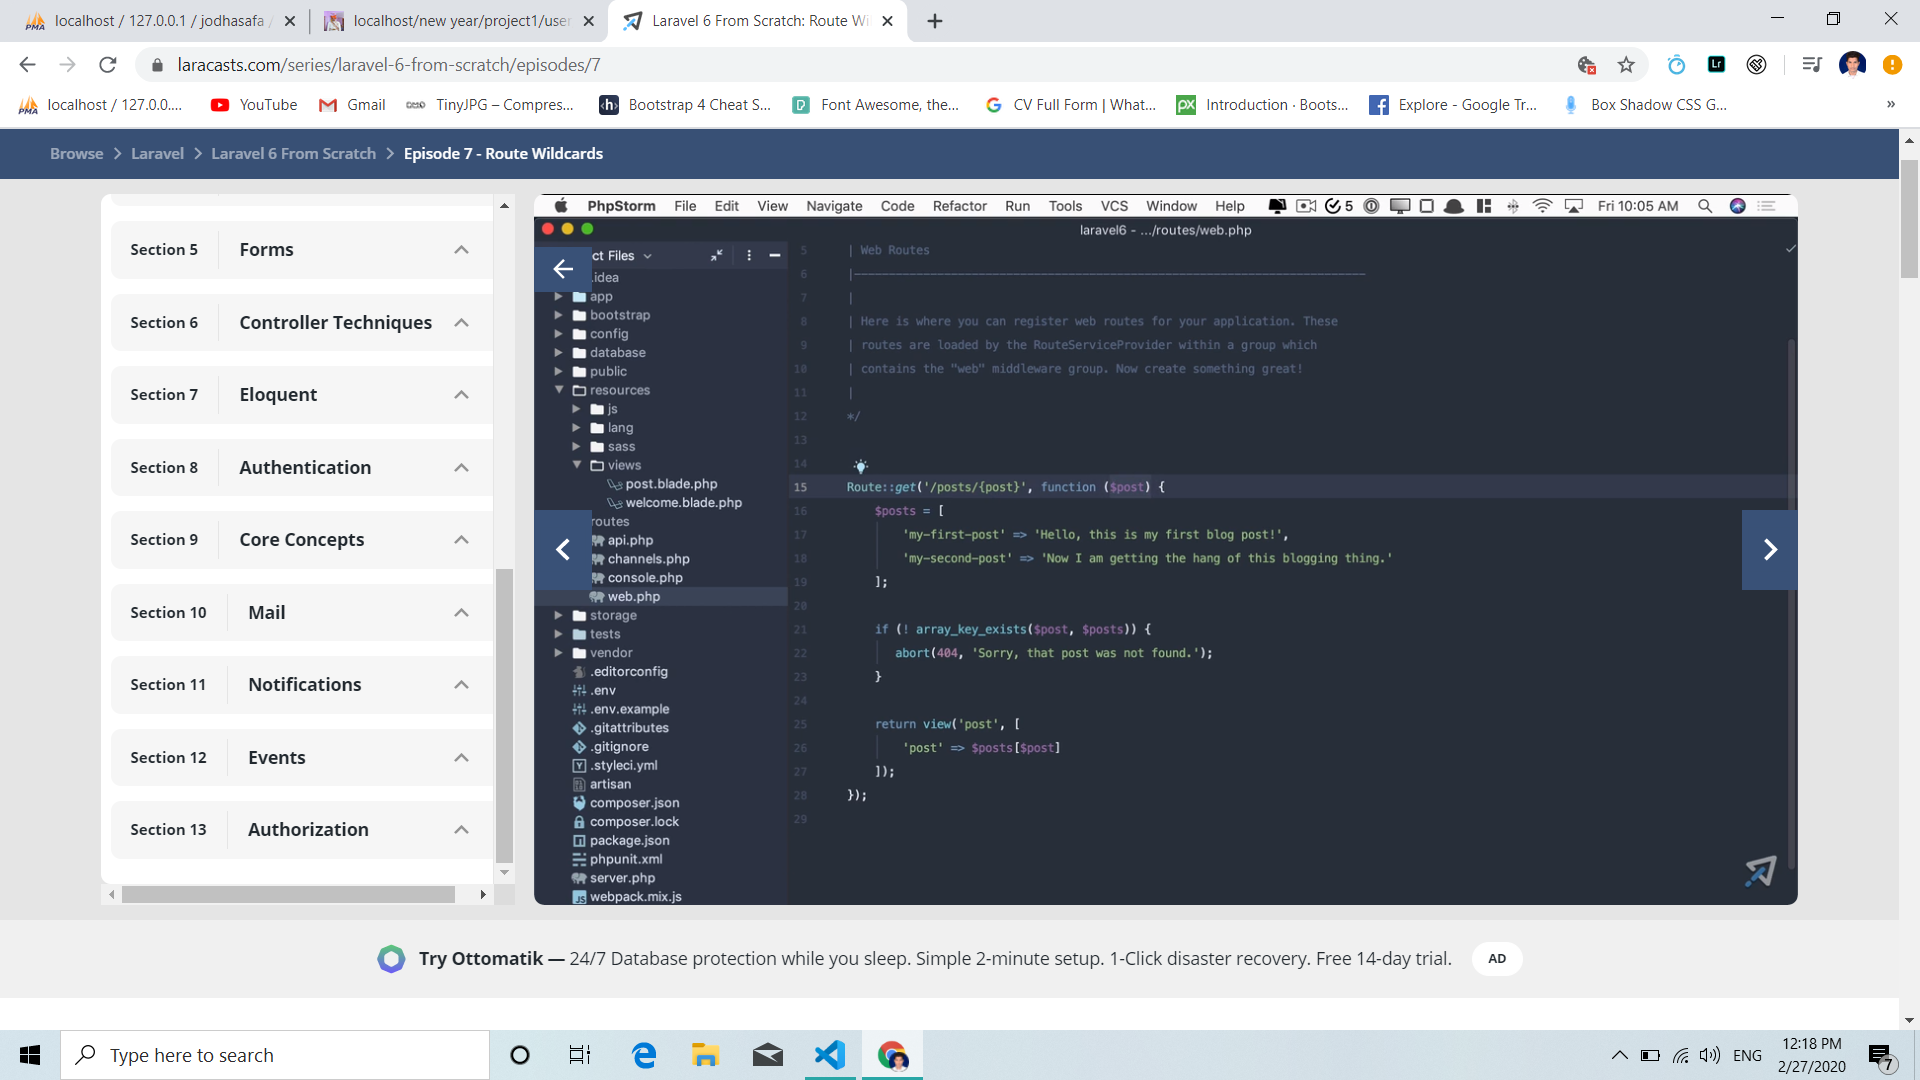 localhost / 127.0.0.1 / jodhasafa /
localhost/new year/project1/user
Laravel 6 From Scratch: Route Wil
laracasts.com/series/laravel-6-from-scratch/episodes/7
localhost / 127.0.0.... YouTube Gmail TinyJPG – Compres... Bootstrap 4 Cheat S... Font Awesome, the... CV Full Form | What... Introduction · Boots... Explore - Google Tr... Box Shadow CSS G... »
Browse > Laravel > Laravel 6 From Scratch > Episode 7 - Route Wildcards
Section 5 Forms
Section 6 Controller Techniques
Section 7 Eloquent
Section 8 Authentication
Section 9 Core Concepts
Section 10 Mail
Section 11 Notifications
Section 12 Events
Section 13 Authorization
PhpStorm File Edit View Navigate Code Refactor Run Tools VCS Window Help 5 Fri 10:05 AM
laravel6 - .../routes/web.php
ct Files
.idea
app
bootstrap
config
database
public
resources
js
lang
sass
views
post.blade.php
welcome.blade.php
routes
api.php
channels.php
console.php
web.php
storage
tests
vendor
.editorconfig
.env
.env.example
.gitattributes
.gitignore
.styleci.yml
artisan
composer.json
composer.lock
package.json
phpunit.xml
server.php
webpack.mix.js
5 | Web Routes
6 |--------------------------------------------------------------------------
7 |
8 | Here is where you can register web routes for your application. These
9 | routes are loaded by the RouteServiceProvider within a group which
10 | contains the "web" middleware group. Now create something great!
11 |
12 */
13
14
15 Route::get('/posts/{post}', function ($post) {
16 $posts = [
17 'my-first-post' => 'Hello, this is my first blog post!',
18 'my-second-post' => 'Now I am getting the hang of this blogging thing.'
19 ];
20
21 if (! array_key_exists($post, $posts)) {
22 abort(404, 'Sorry, that post was not found.');
23 }
24
25 return view('post', [
26 'post' => $posts[$post]
27 ]);
28 });
29
Try Ottomatik — 24/7 Database protection while you sleep. Simple 2-minute setup. 1-Click disaster recovery. Free 14-day trial. AD
Type here to search
ENG
12:18 PM
2/27/2020
7